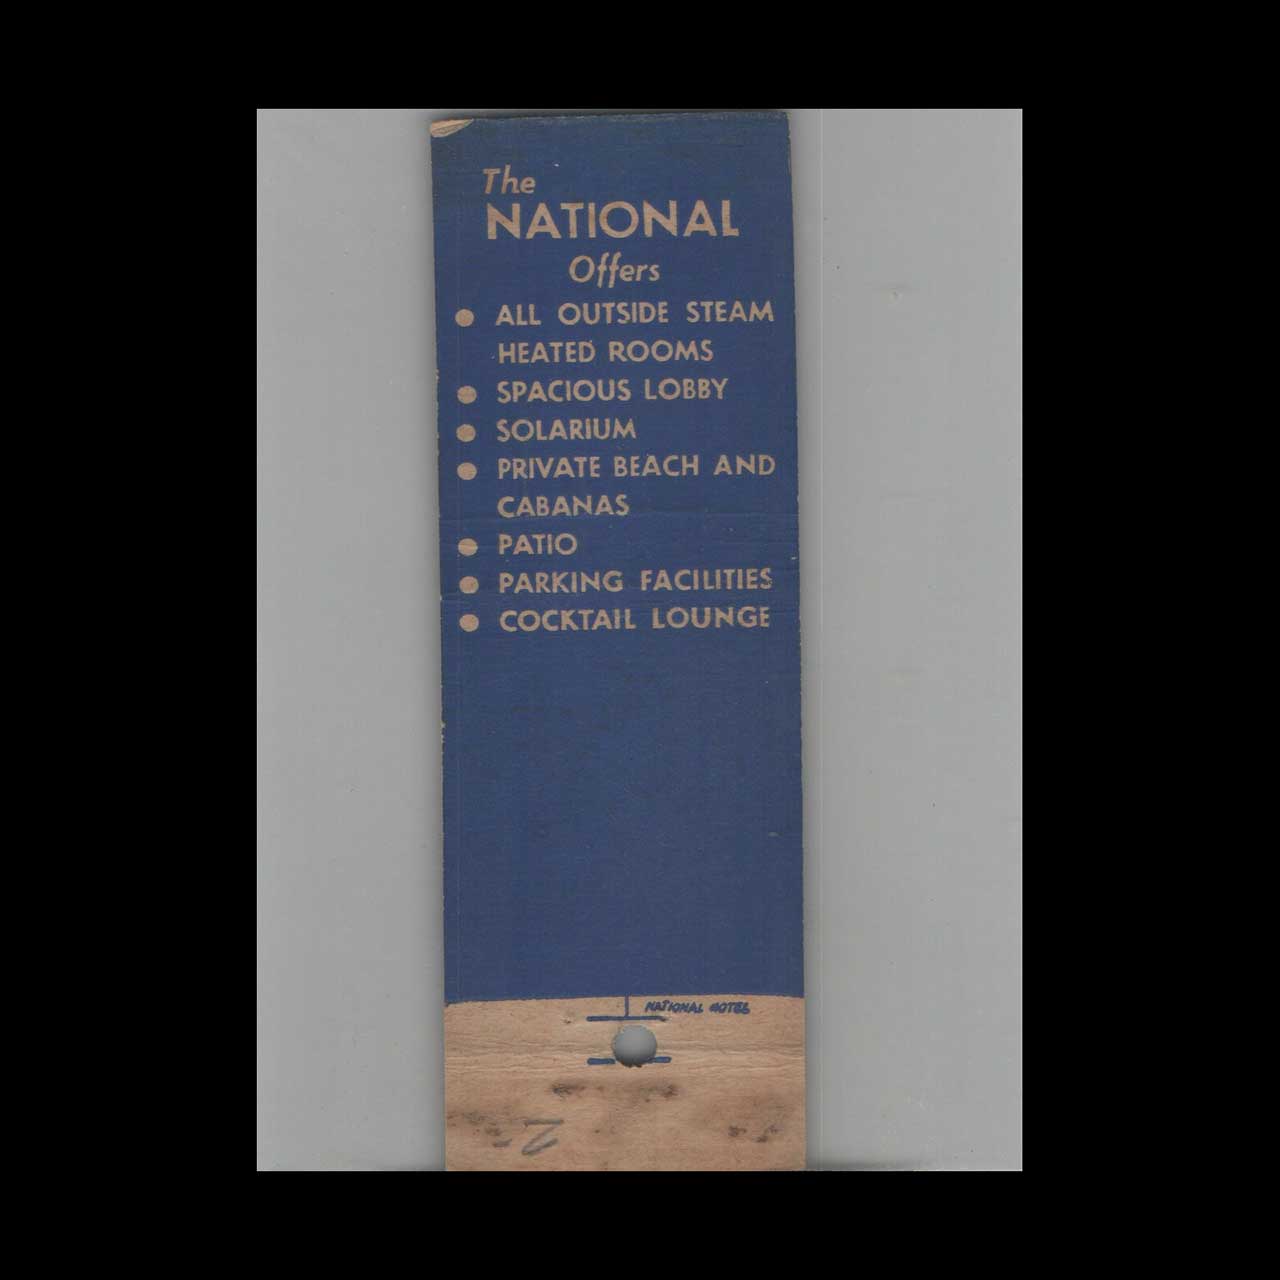 The
NATIONAL
Offers
● ALL OUTSIDE STEAM
HEATED ROOMS
● SPACIOUS LOBBY
● SOLARIUM
● PRIVATE BEACH AND
CABANAS
● PATIO
● PARKING FACILITIES
● COCKTAIL LOUNGE
NATIONAL HOTEL
2